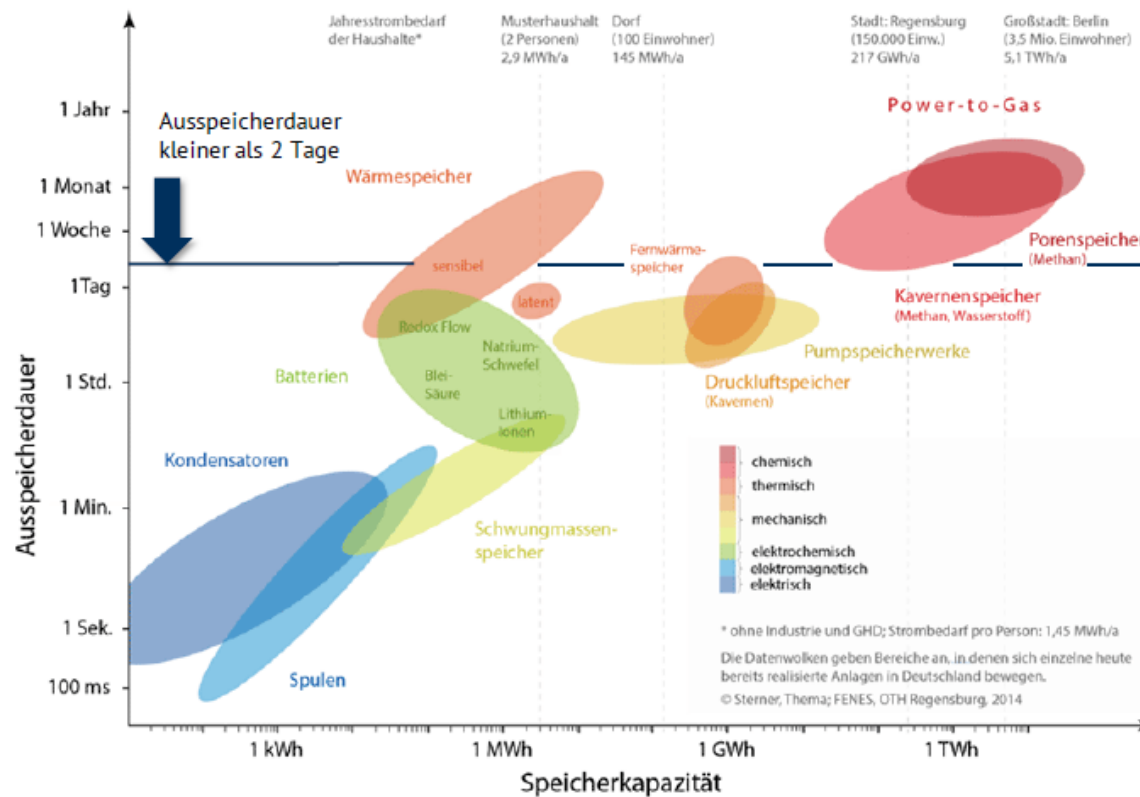 Jahresstrombedarf
der Haushalte*
Musterhaushalt
(2 Personen)
2,9 MWh/a
Dorf
(100 Einwohner)
145 MWh/a
Stadt: Regensburg
(150.000 Einw.)
217 GWh/a
Großstadt: Berlin
(3,5 Mio. Einwohner)
5,1 TWh/a
Ausspeicherdauer
1 Jahr
1 Monat
1 Woche
1Tag
1 Std.
1 Min.
1 Sek.
100 ms
Ausspeicherdauer
kleiner als 2 Tage
Power-to-Gas
Wärmespeicher
sensibel
latent
Fernwärme-
speicher
Porenspeicher
(Methan)
Kavernenspeicher
(Methan, Wasserstoff)
Pumpspeicherwerke
Druckluftspeicher
(Kavernen)
Batterien
Redox Flow
Natrium-
Schwefel
Blei-
Säure
Lithium-
Ionen
Kondensatoren
Schwungmassen-
speicher
Spulen
chemisch
thermisch
mechanisch
elektrochemisch
elektromagnetisch
elektrisch
* ohne Industrie und GHD; Strombedarf pro Person: 1,45 MWh/a
Die Datenwolken geben Bereiche an, in denen sich einzelne heute
bereits realisierte Anlagen in Deutschland bewegen.
© Sterner, Thema; FENES, OTH Regensburg, 2014
1 kWh
1 MWh
1 GWh
1 TWh
Speicherkapazität